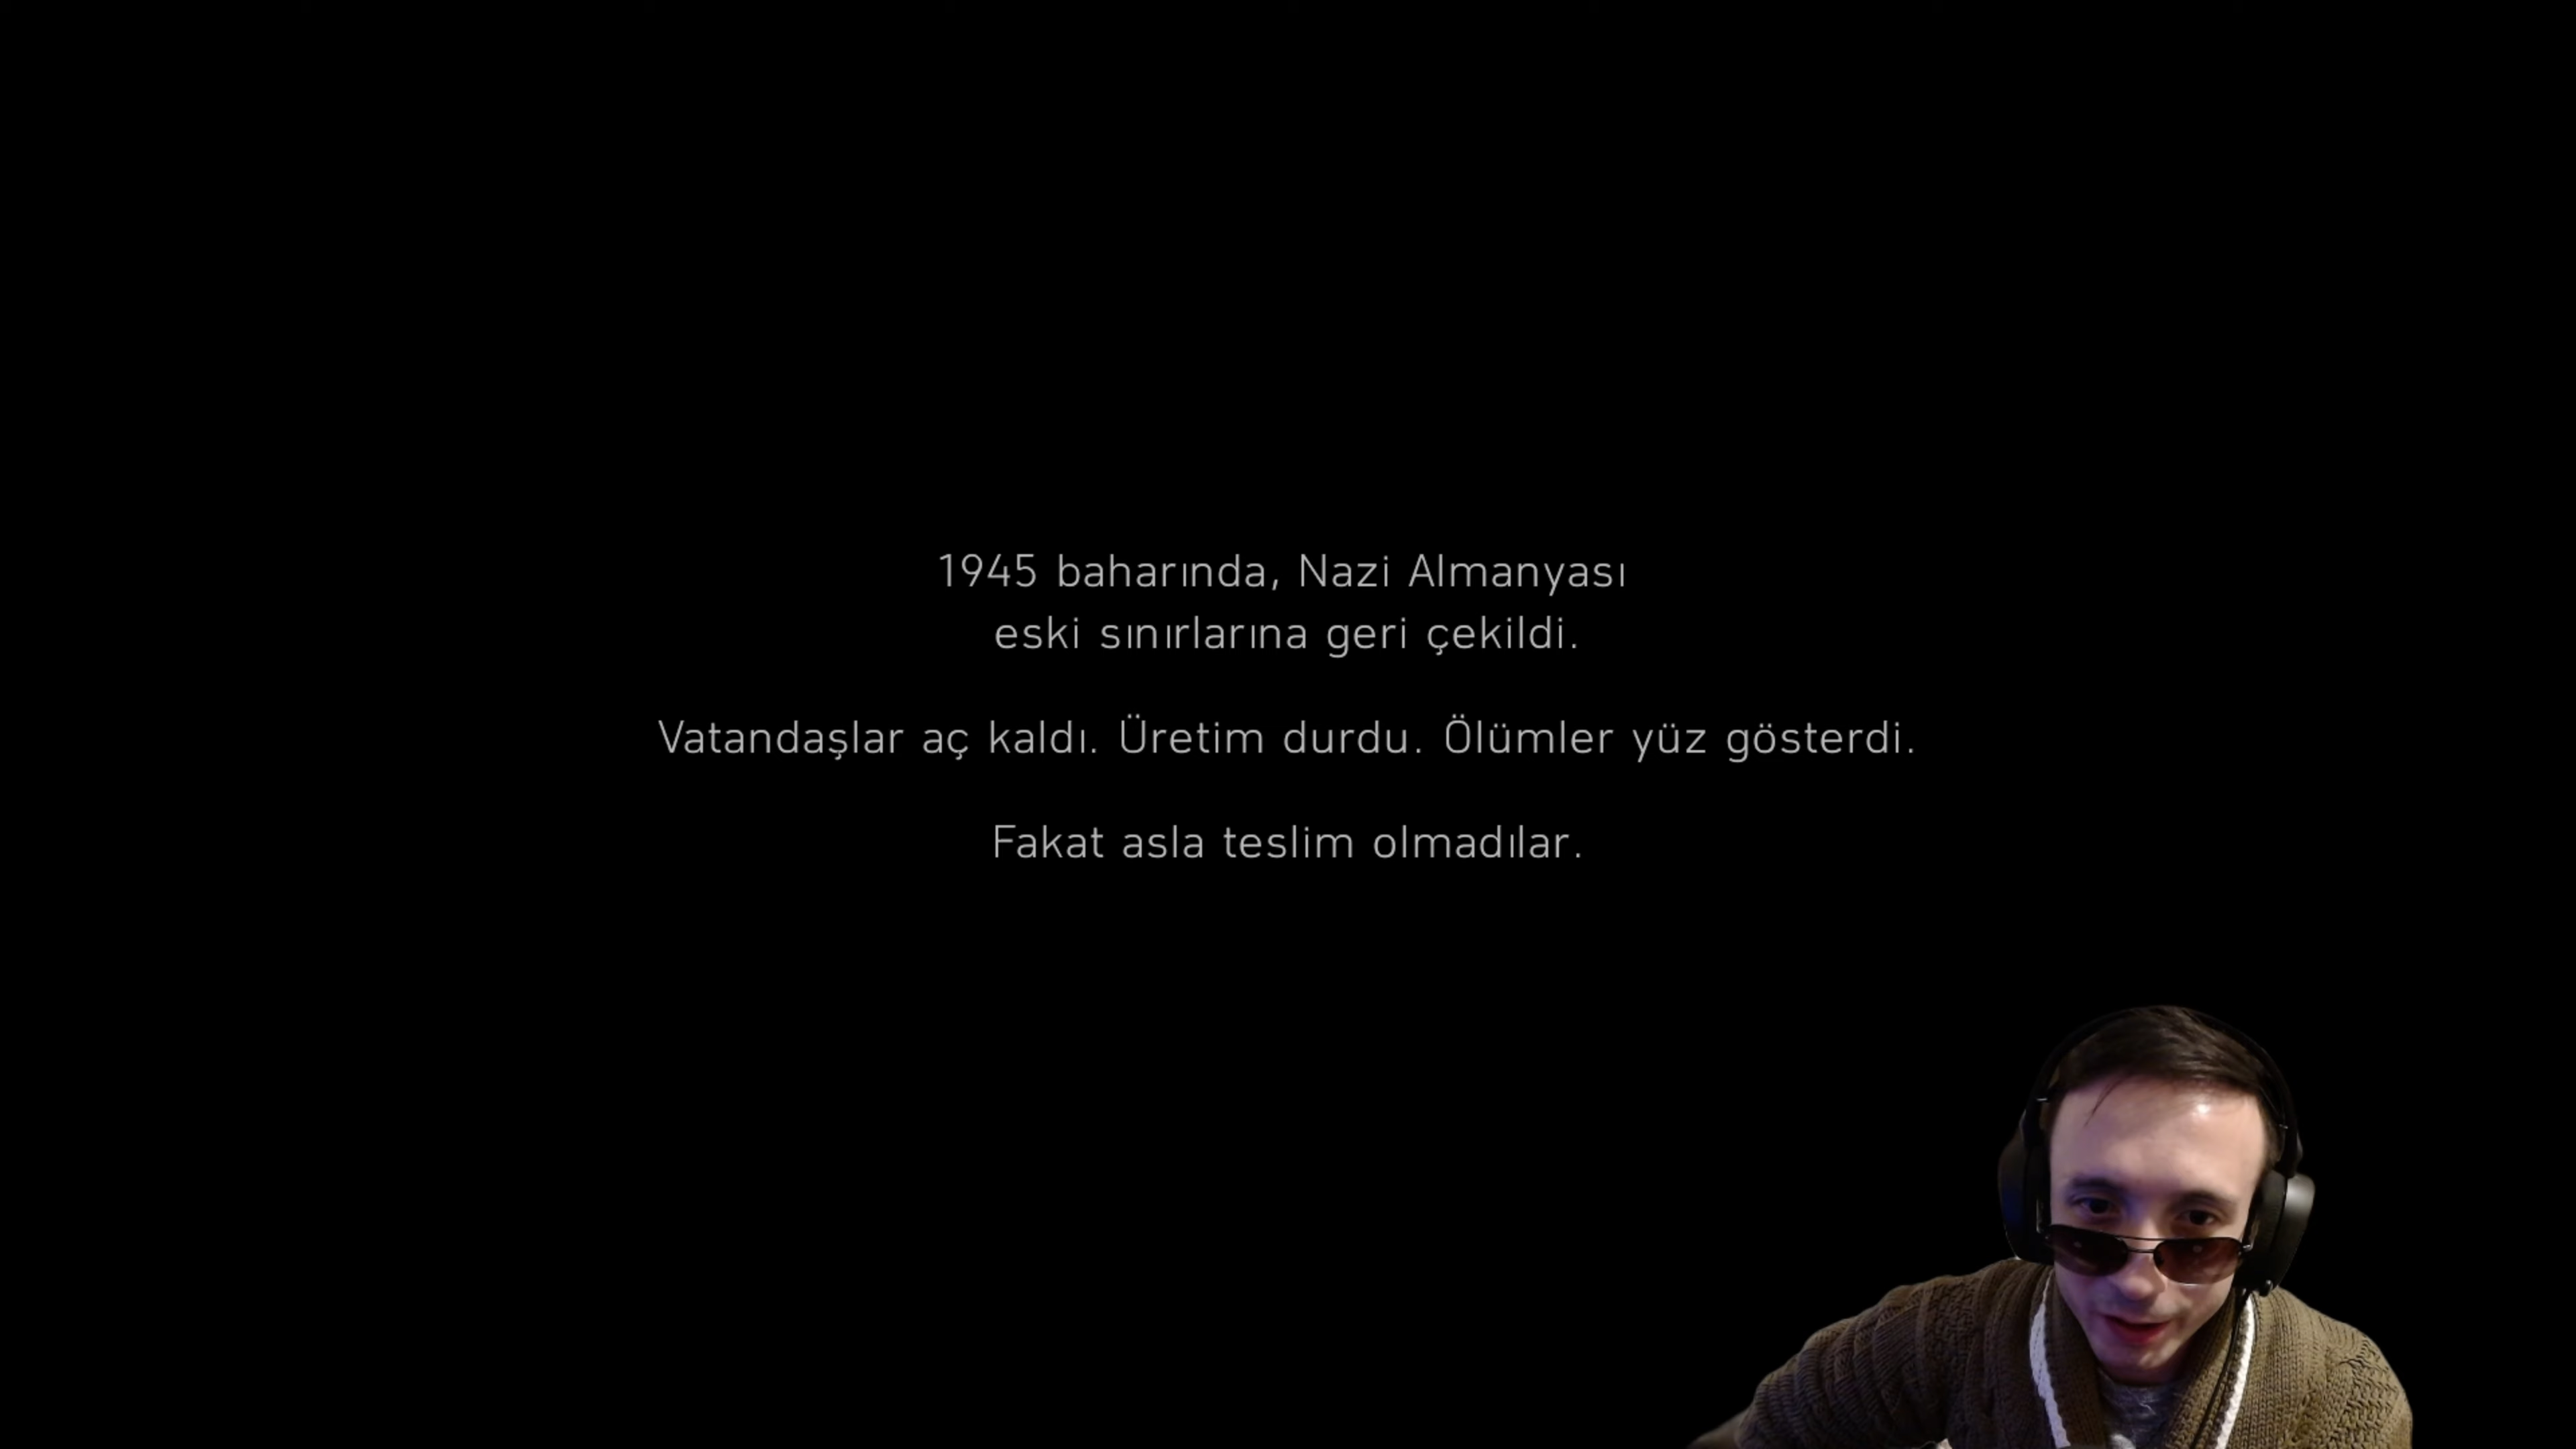 1945 baharında, Nazi Almanyası
eski sınırlarına geri çekildi.
Vatandaşlar aç kaldı. Üretim durdu. Ölümler yüz gösterdi.
Fakat asla teslim olmadılar.